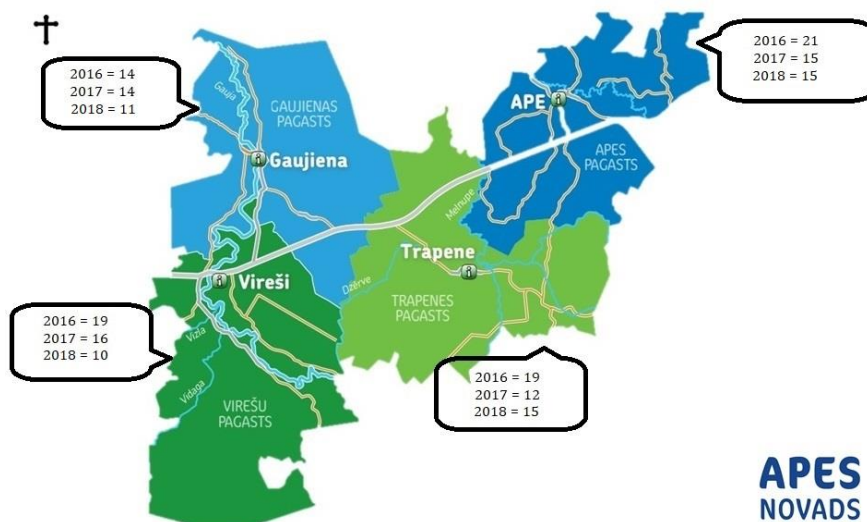 2016 = 14
2017 = 14
2018 = 11
2016 = 21
2017 = 15
2018 = 15
Gauja
GAUJIENAS
PAGASTS
Gaujiena
APE
APES
PAGASTS
Melnupe
Trapene
TRAPENES
PAGASTS
Dzērve
Vireši
2016 = 19
2017 = 16
2018 = 10
Vizla
Vidaga
VIREŠU
PAGASTS
2016 = 19
2017 = 12
2018 = 15
APES
NOVADS